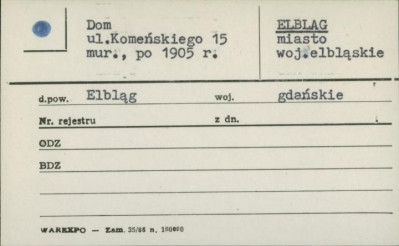 Dom
ul.Komeńskiego 15
mur., po 1905 r.
ELBLAG
miasto
woj.elbląskie
d.pow. Elbląg woj. gdańskie
Nr. rejestru z dn.
ODZ
BDZ
WAREXPO — Zam. 35/86 n, 100000